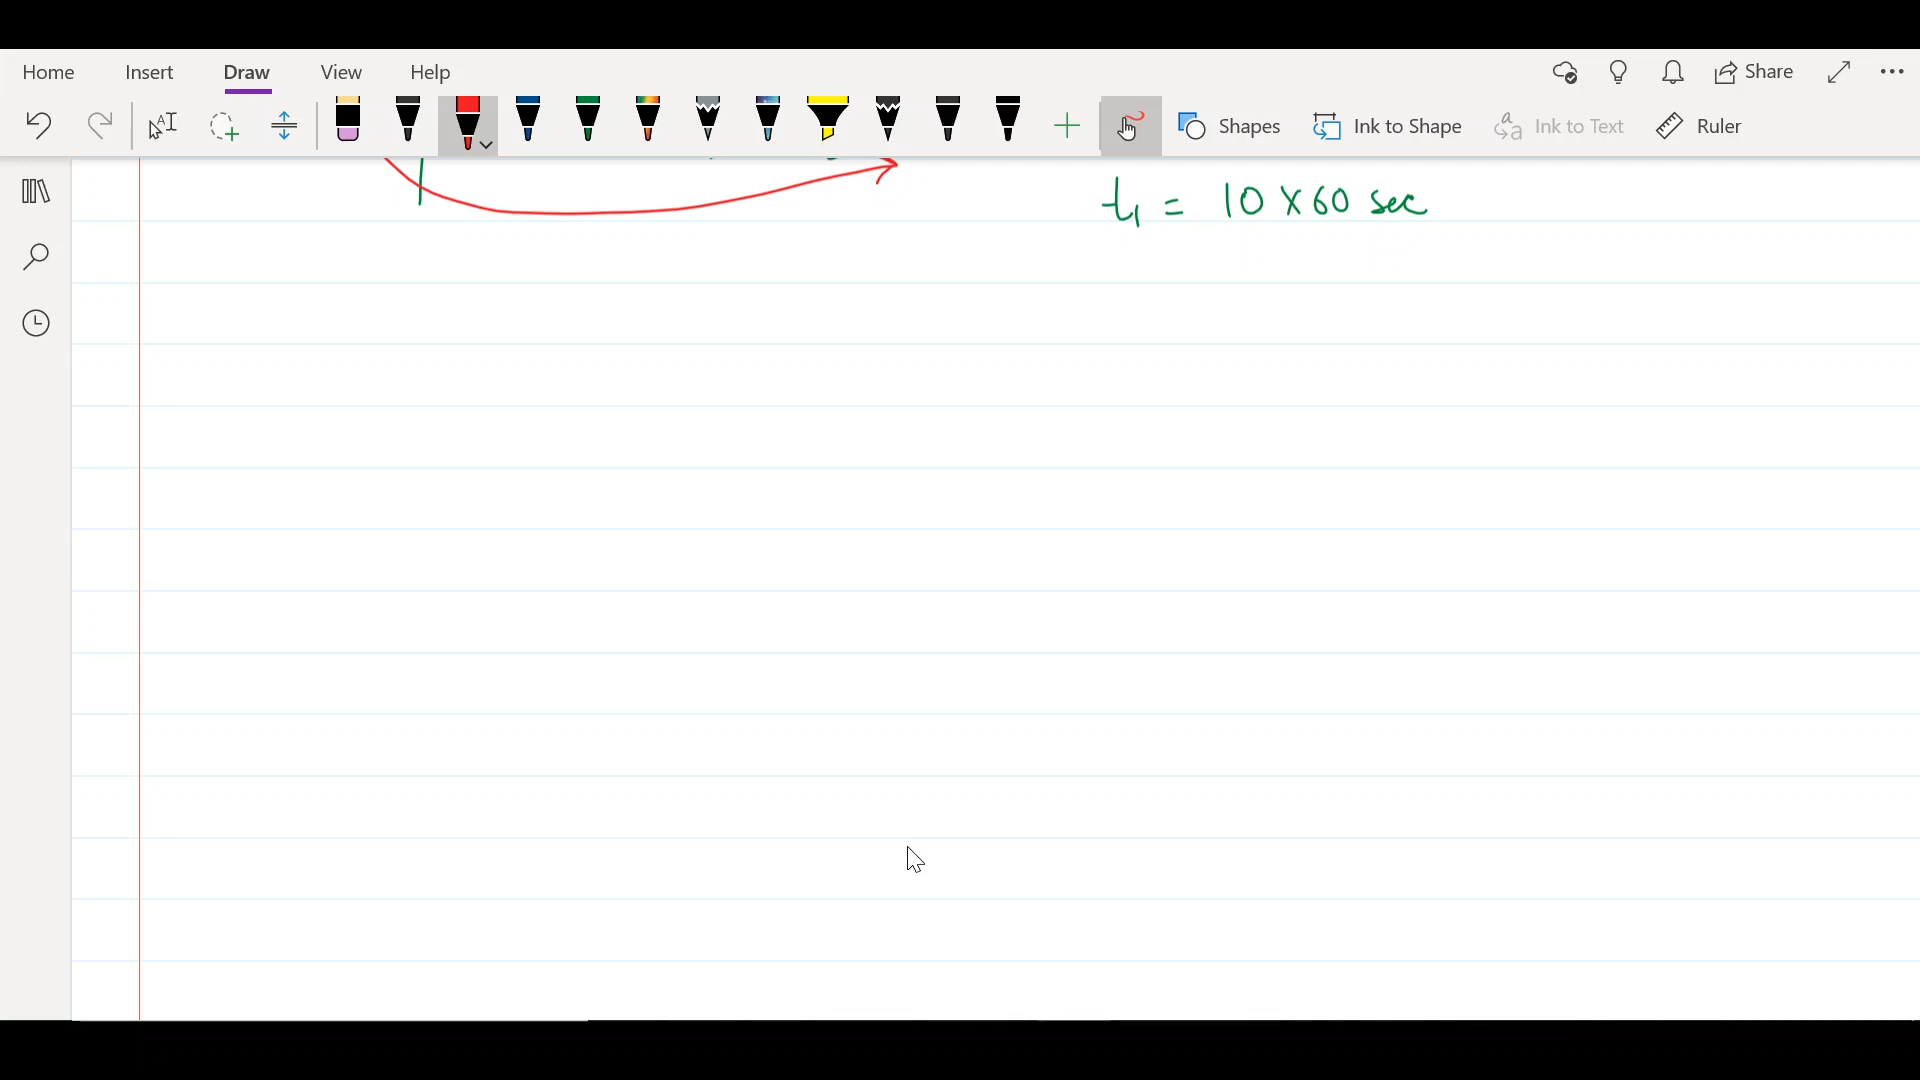 Home Insert Draw View Help Share
Shapes Ink to Shape Ink to Text Ruler
t₁ = 10 × 60 sec